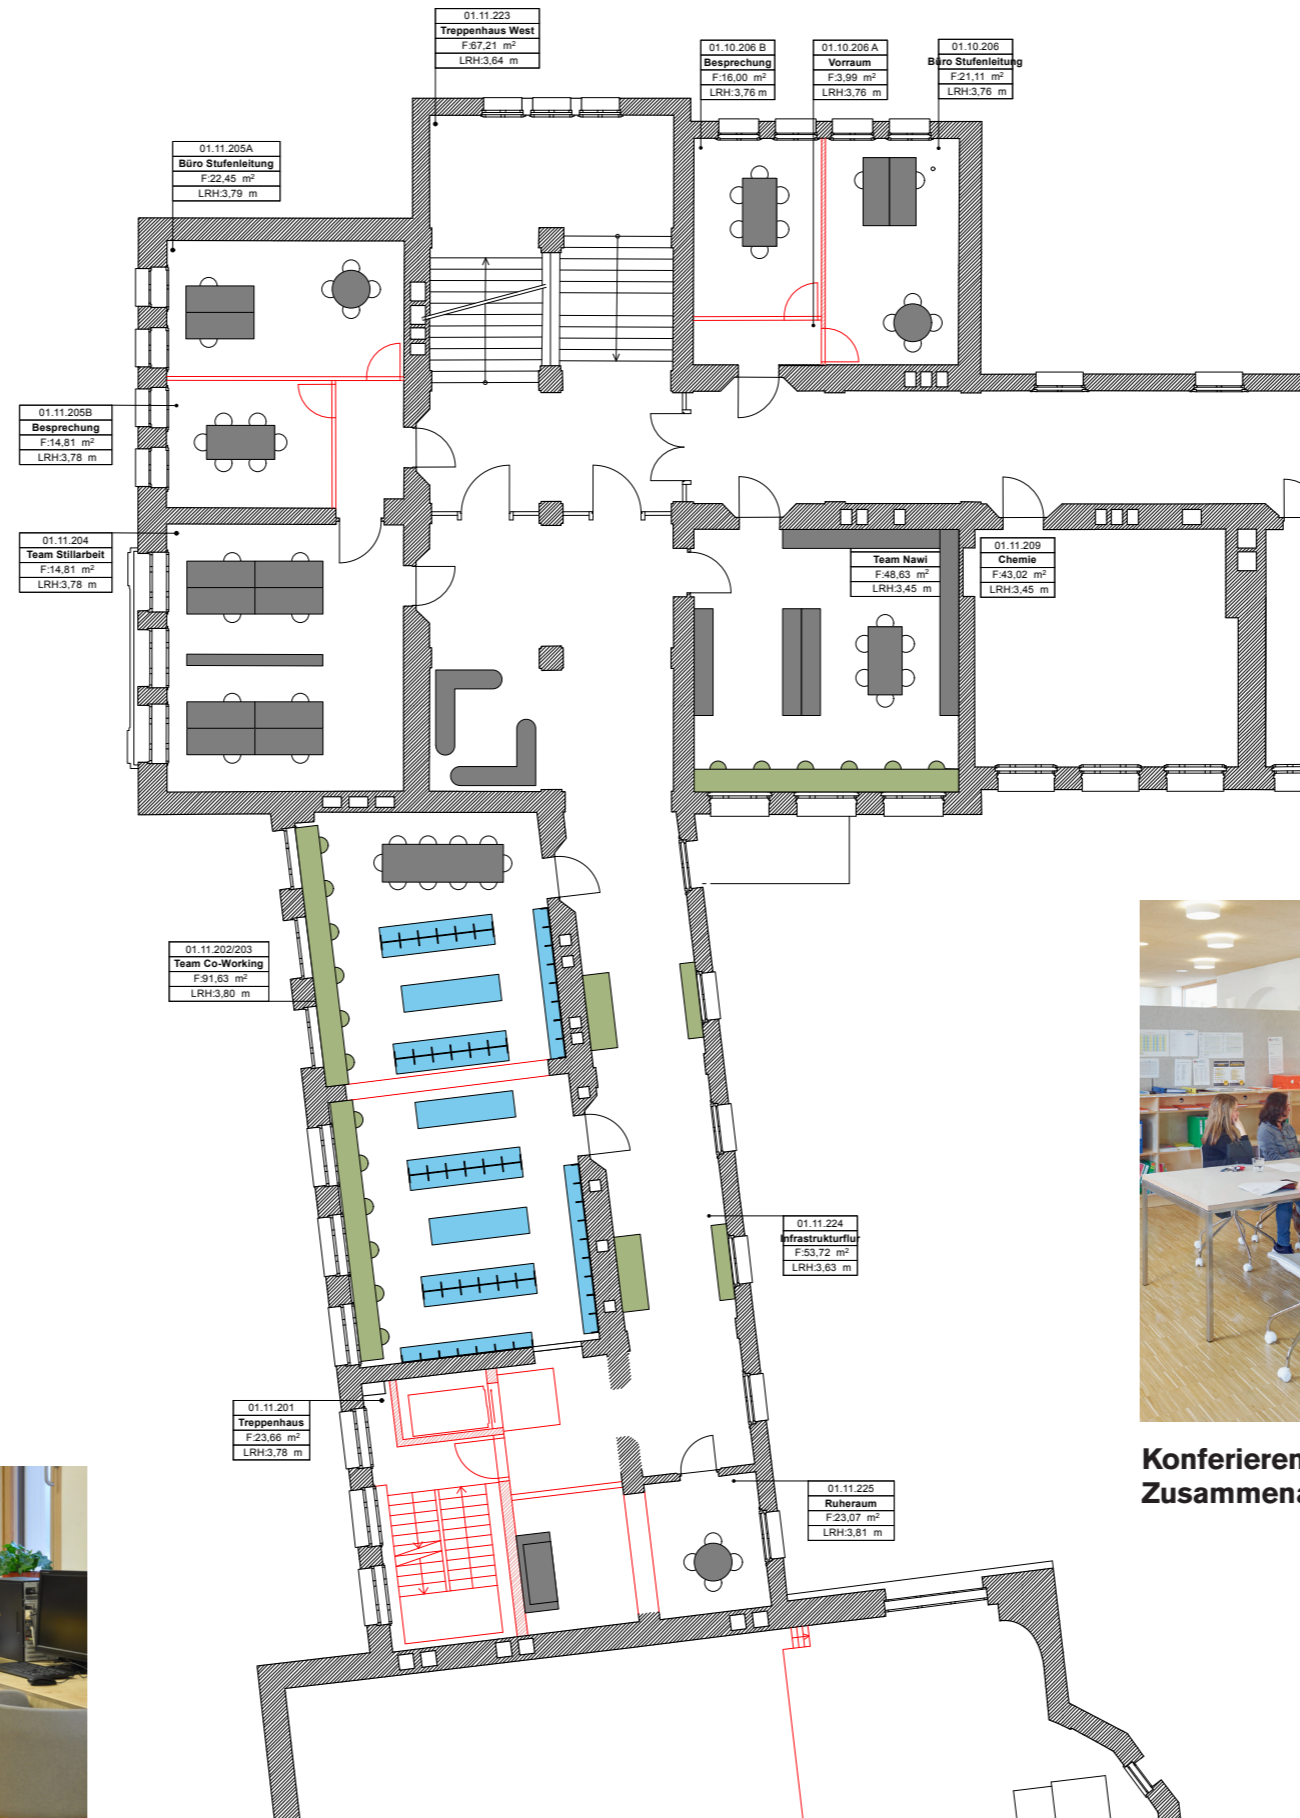 01.11.223
Treppenhaus West
F:67,21 m²
LRH:3,64 m
01.10.206 B
Besprechung
F:16,00 m²
LRH:3,76 m
01.10.206 A
Vorraum
F:3,99 m²
LRH:3,76 m
01.10.206
Büro Stufenleitung
F:21,11 m²
LRH:3,76 m
01.11.205A
Büro Stufenleitung
F:22,45 m²
LRH:3,79 m
01.11.205B
Besprechung
F:14,81 m²
LRH:3,78 m
01.11.204
Team Stillarbeit
F:14,81 m²
LRH:3,78 m
Team Nawi
F:48,63 m²
LRH:3,45 m
01.11.209
Chemie
F:43,02 m²
LRH:3,45 m
01.11.202/203
Team Co-Working
F:91,63 m²
LRH:3,80 m
01.11.224
Infrastrukturflur
F:53,72 m²
LRH:3,63 m
01.11.201
Treppenhaus
F:23,66 m²
LRH:3,78 m
01.11.225
Ruheraum
F:23,07 m²
LRH:3,81 m
Konferieren
Zusammena